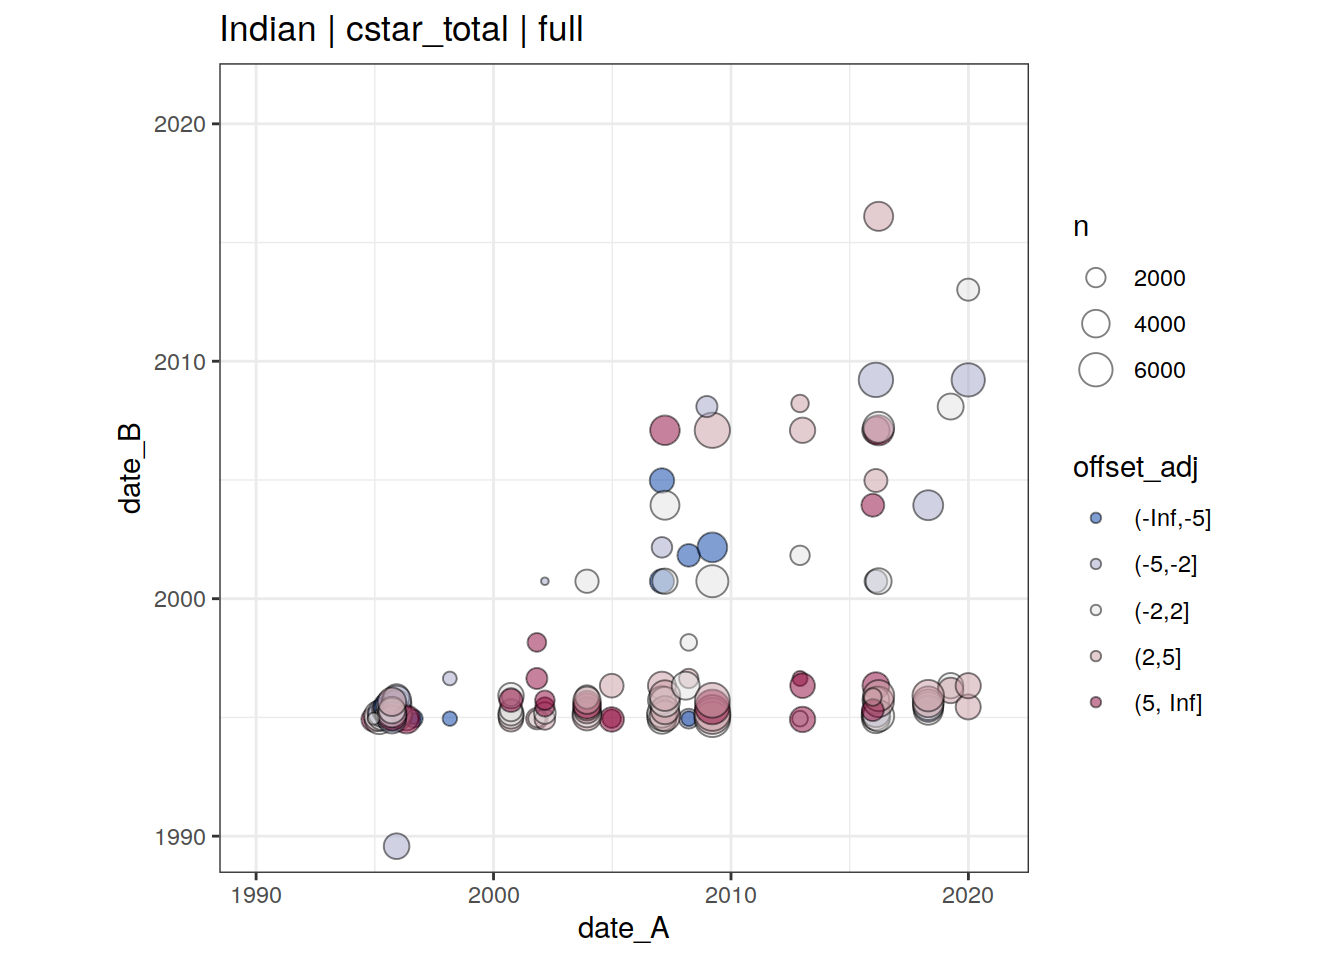 Indian | cstar_total | full
date_B
2020
2010
2000
1990
1990
2000
2010
2020
date_A
n
2000
4000
6000
offset_adj
(-Inf,-5]
(-5,-2]
(-2,2]
(2,5]
(5, Inf]